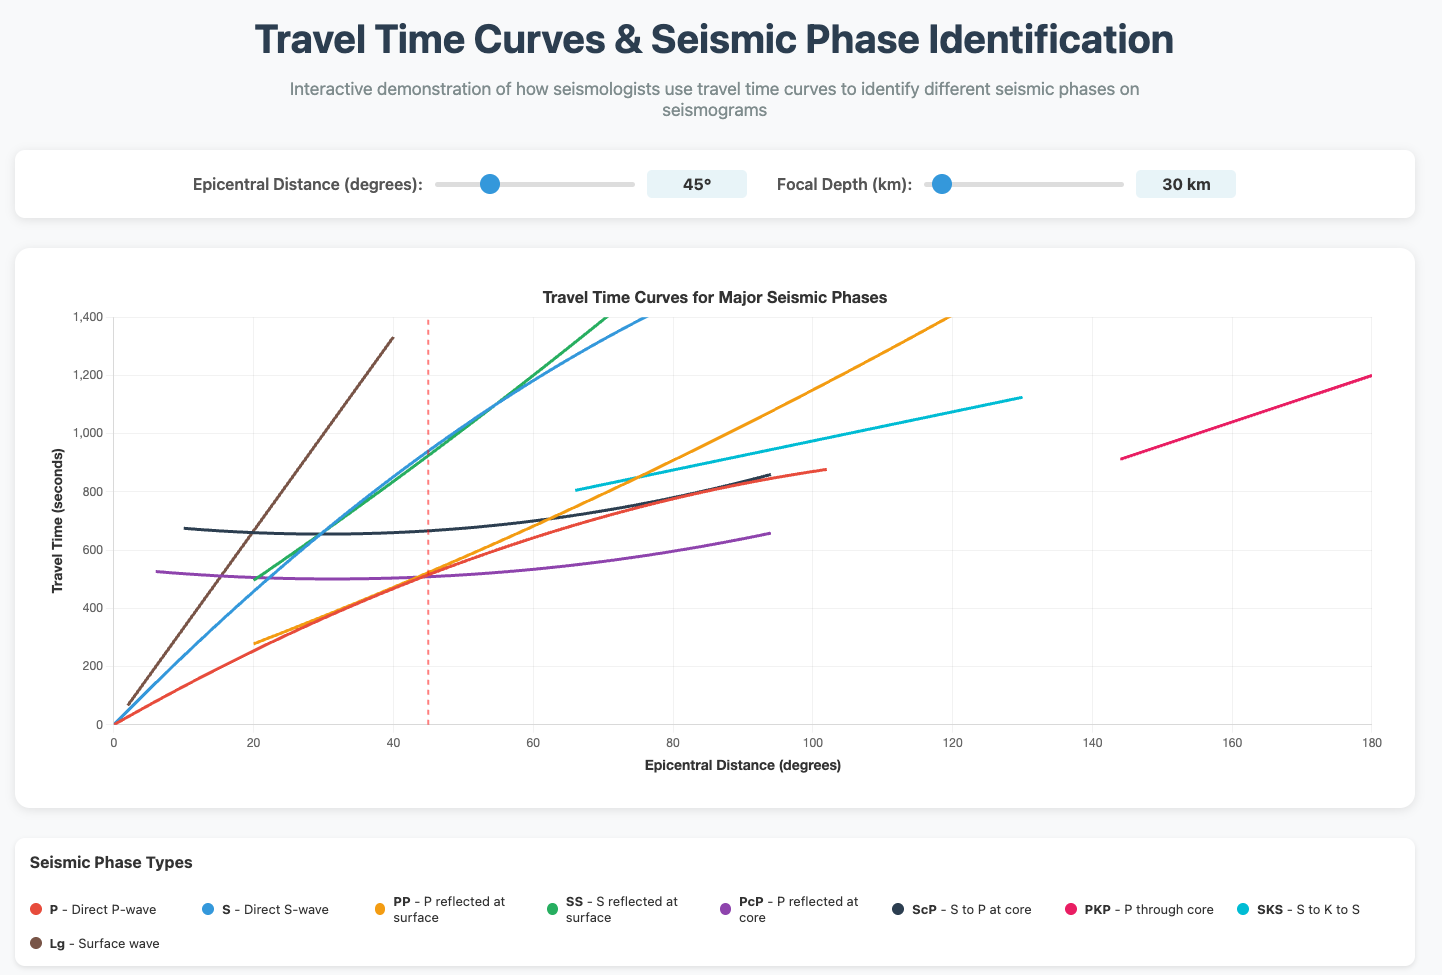 Travel Time Curves & Seismic Phase Identification
Interactive demonstration of how seismologists use travel time curves to identify different seismic phases on
seismograms
Epicentral Distance (degrees): 45° Focal Depth (km): 30 km
Travel Time Curves for Major Seismic Phases
Travel Time (seconds)
1,400
1,200
1,000
800
600
400
200
0
0 20 40 60 80 100 120 140 160 180
Epicentral Distance (degrees)
Seismic Phase Types
P - Direct P-wave
S - Direct S-wave
PP - P reflected at
surface
SS - S reflected at
surface
PcP - P reflected at
core
ScP - S to P at core
PKP - P through core
SKS - S to K to S
Lg - Surface wave